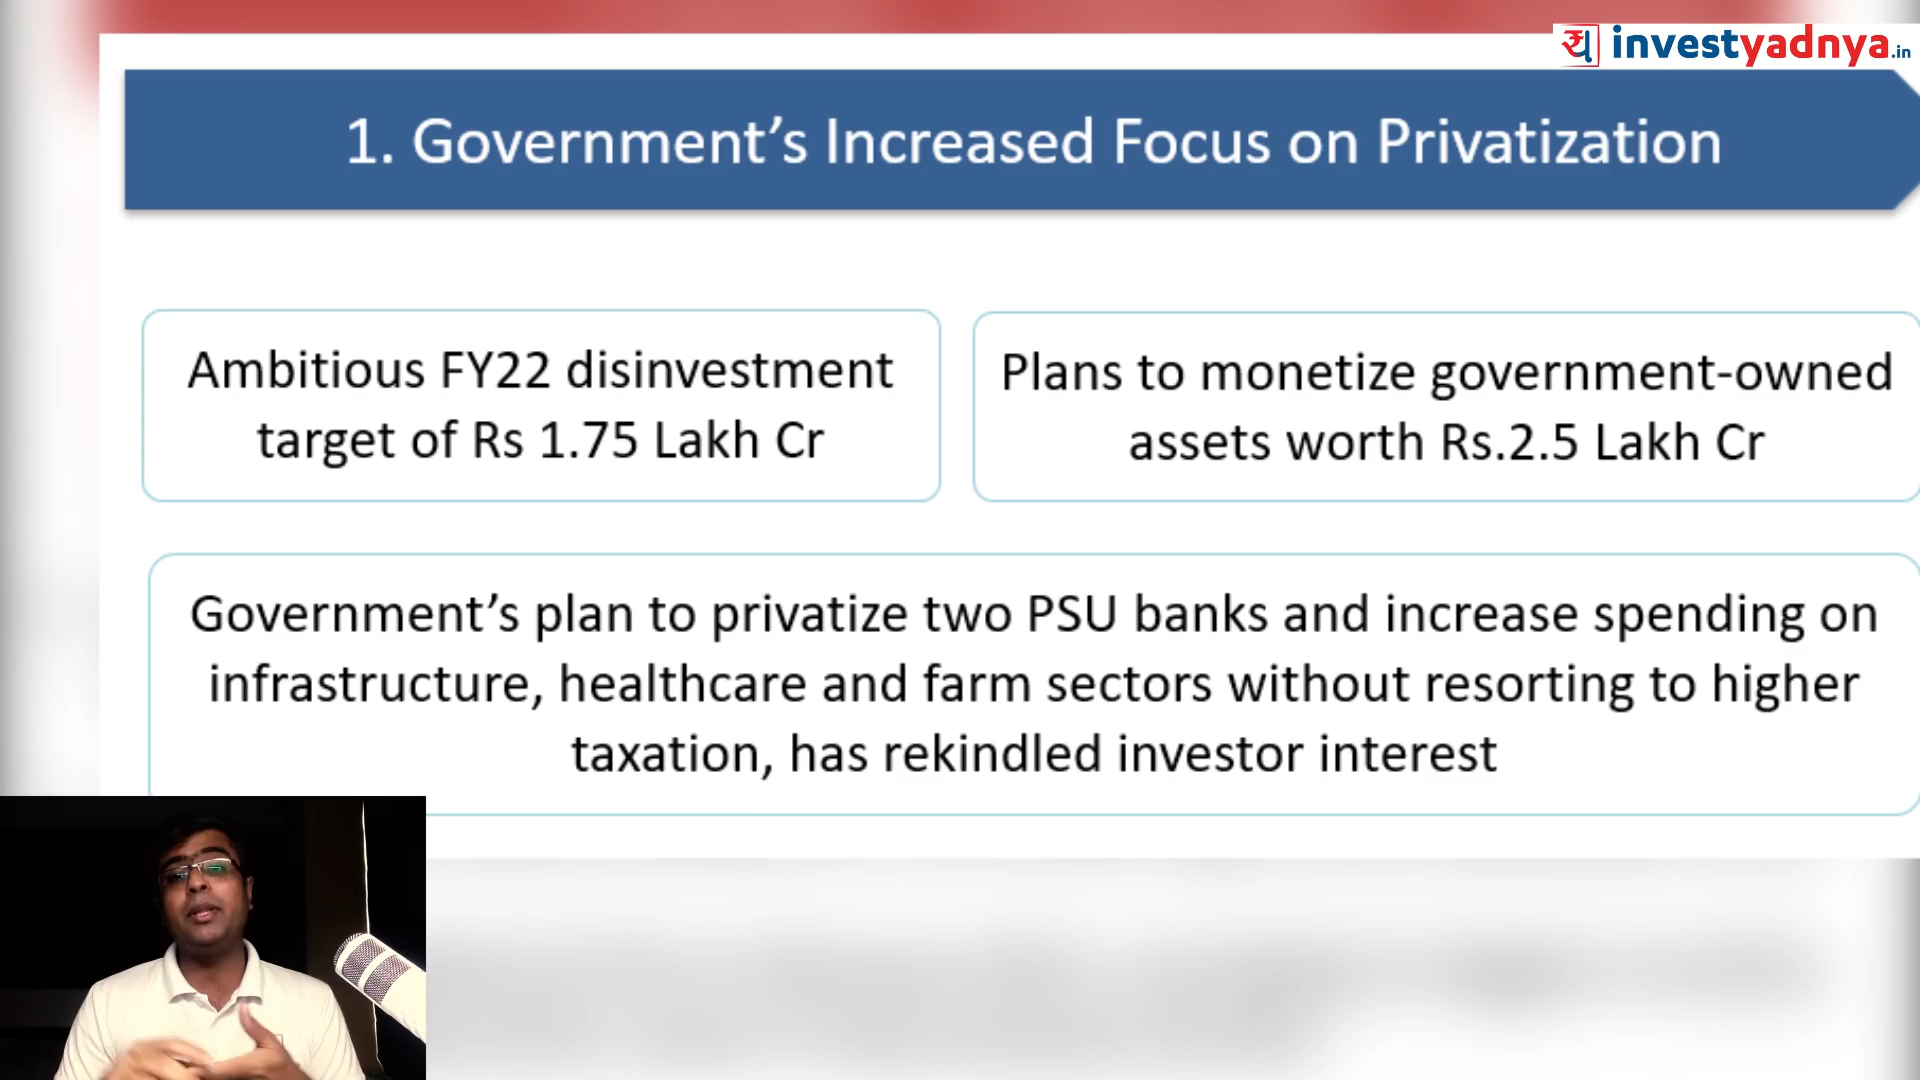 य investyadnya.in
1. Government's Increased Focus on Privatization
Ambitious FY22 disinvestment
target of Rs 1.75 Lakh Cr
Plans to monetize government-owned
assets worth Rs.2.5 Lakh Cr
Government's plan to privatize two PSU banks and increase spending on
infrastructure, healthcare and farm sectors without resorting to higher
taxation, has rekindled investor interest